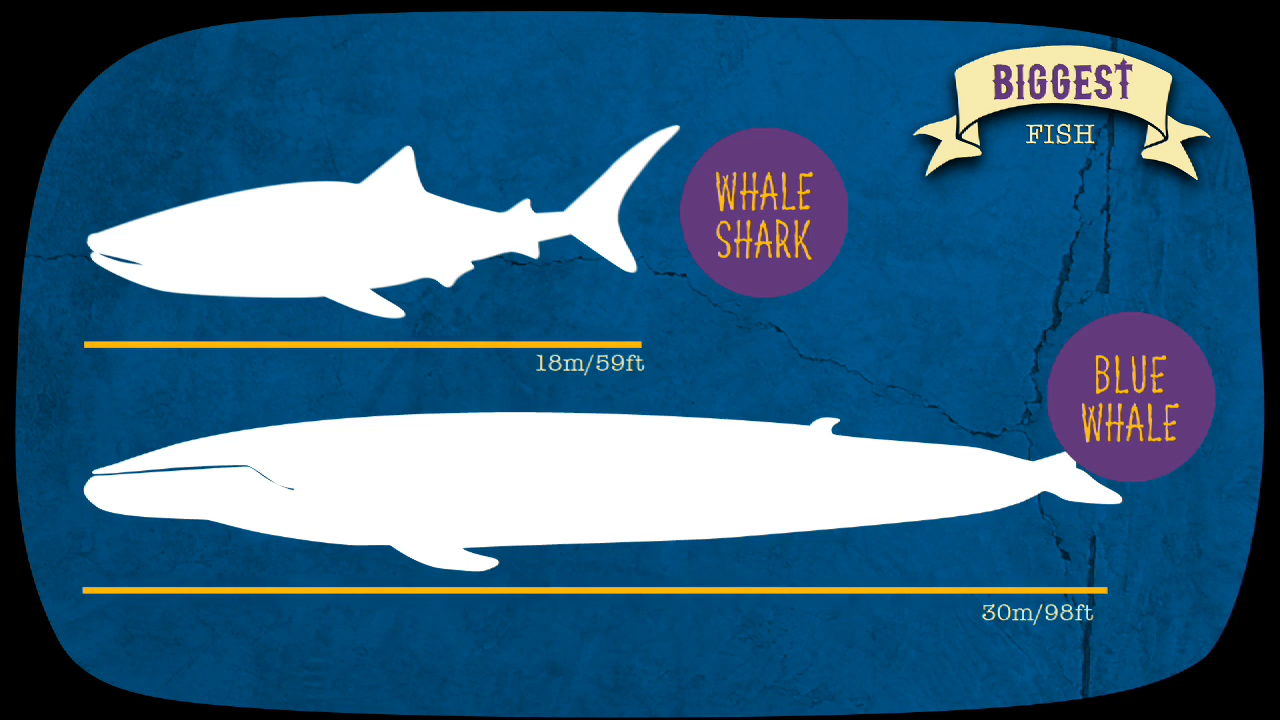 BIGGEST
FISH
WHALE
SHARK
18m/59ft
BLUE
WHALE
30m/98ft